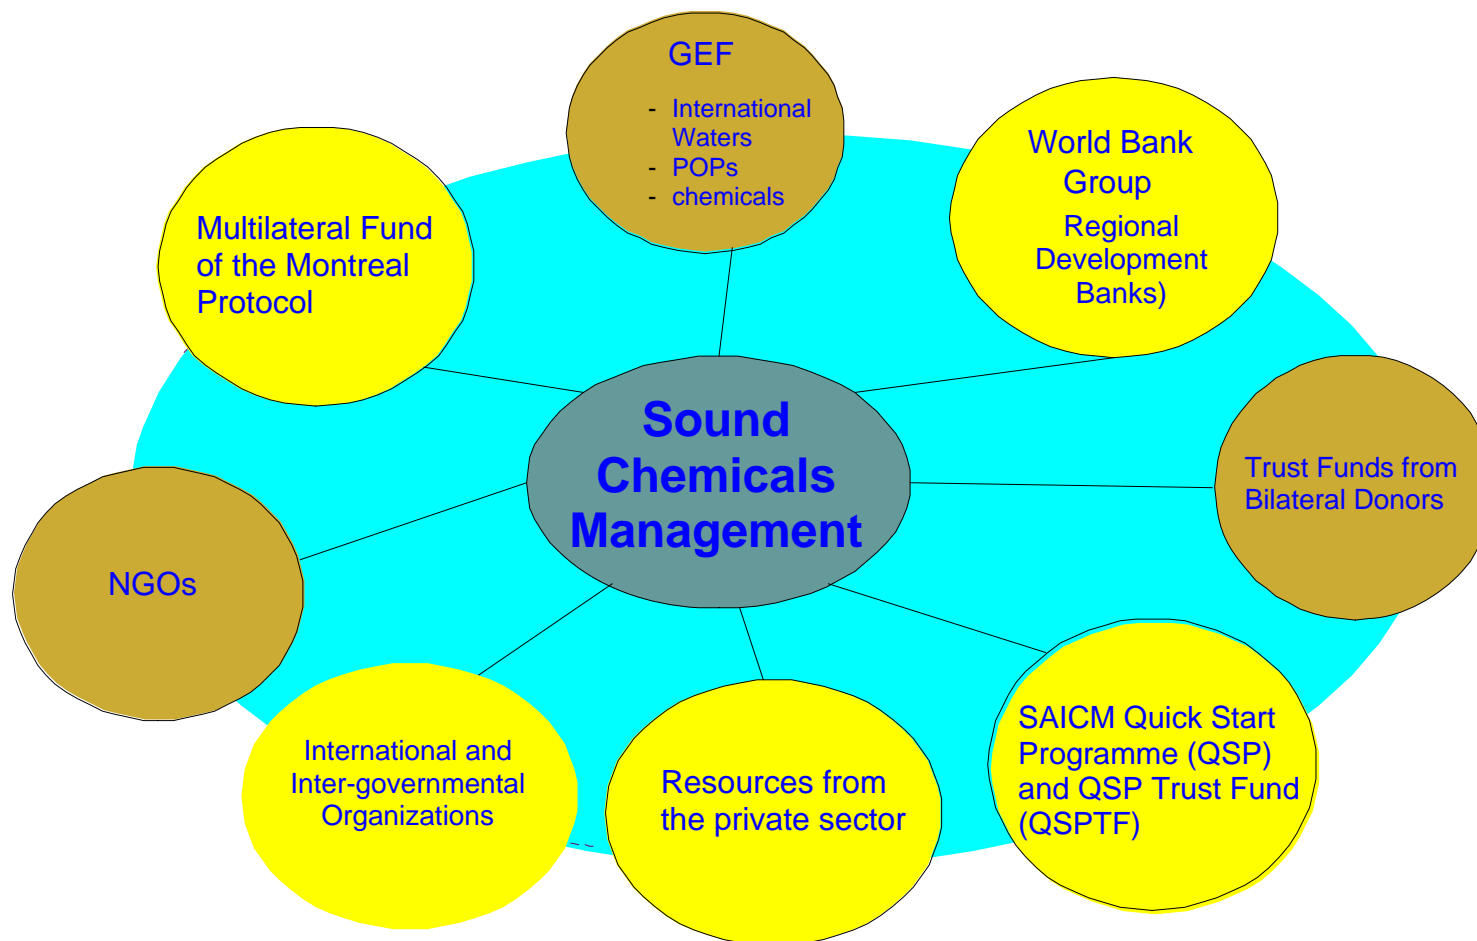 GEF
- International
Waters
- POPs
- chemicals
World Bank
Group
Regional
Development
Banks)
Multilateral Fund
of the Montreal
Protocol
Sound
Chemicals
Management
Trust Funds from
Bilateral Donors
NGOs
SAICM Quick Start
Programme (QSP)
and QSP Trust Fund
(QSPTF)
International and
Inter-governmental
Organizations
Resources from
the private sector